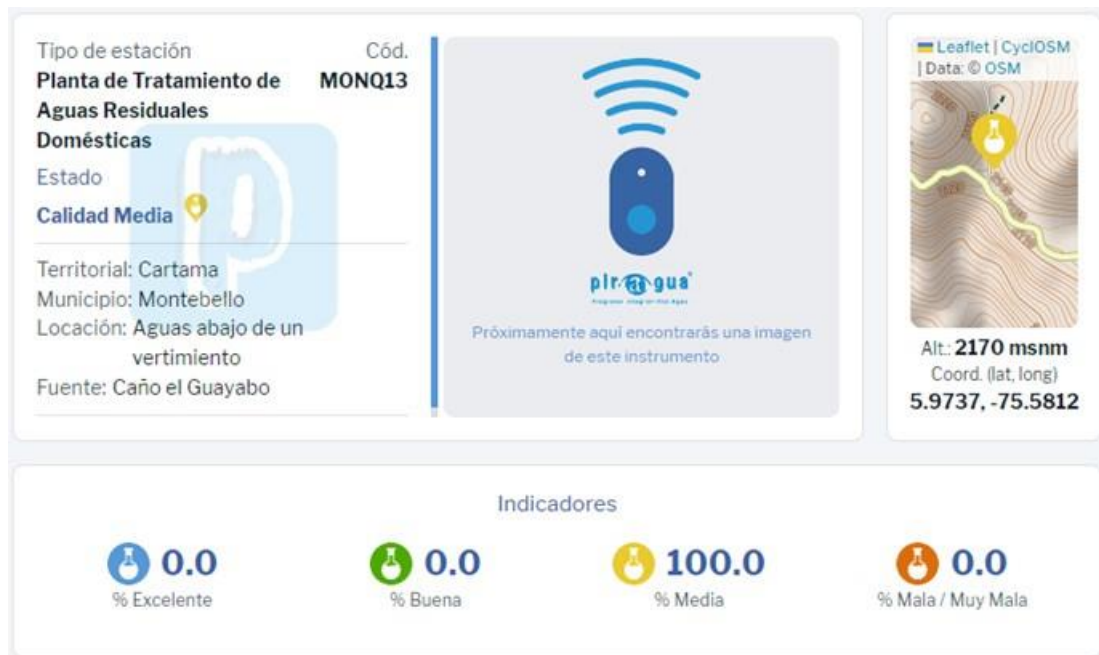 Tipo de estación Cód.
Planta de Tratamiento de MONQ13
Aguas Residuales
Domésticas
Estado
Calidad Media
Territorial: Cartama
Municipio: Montebello
Locación: Aguas abajo de un
vertimiento
Fuente: Caño el Guayabo
piragua
Próximamente aquí encontrarás una imagen
de este instrumento
Leaflet | CyclOSM
| Data: © OSM
Alt.: 2170 msnm
Coord. (lat, long)
5.9737, -75.5812
Indicadores
0.0 0.0 100.0 0.0
% Excelente % Buena % Media % Mala / Muy Mala